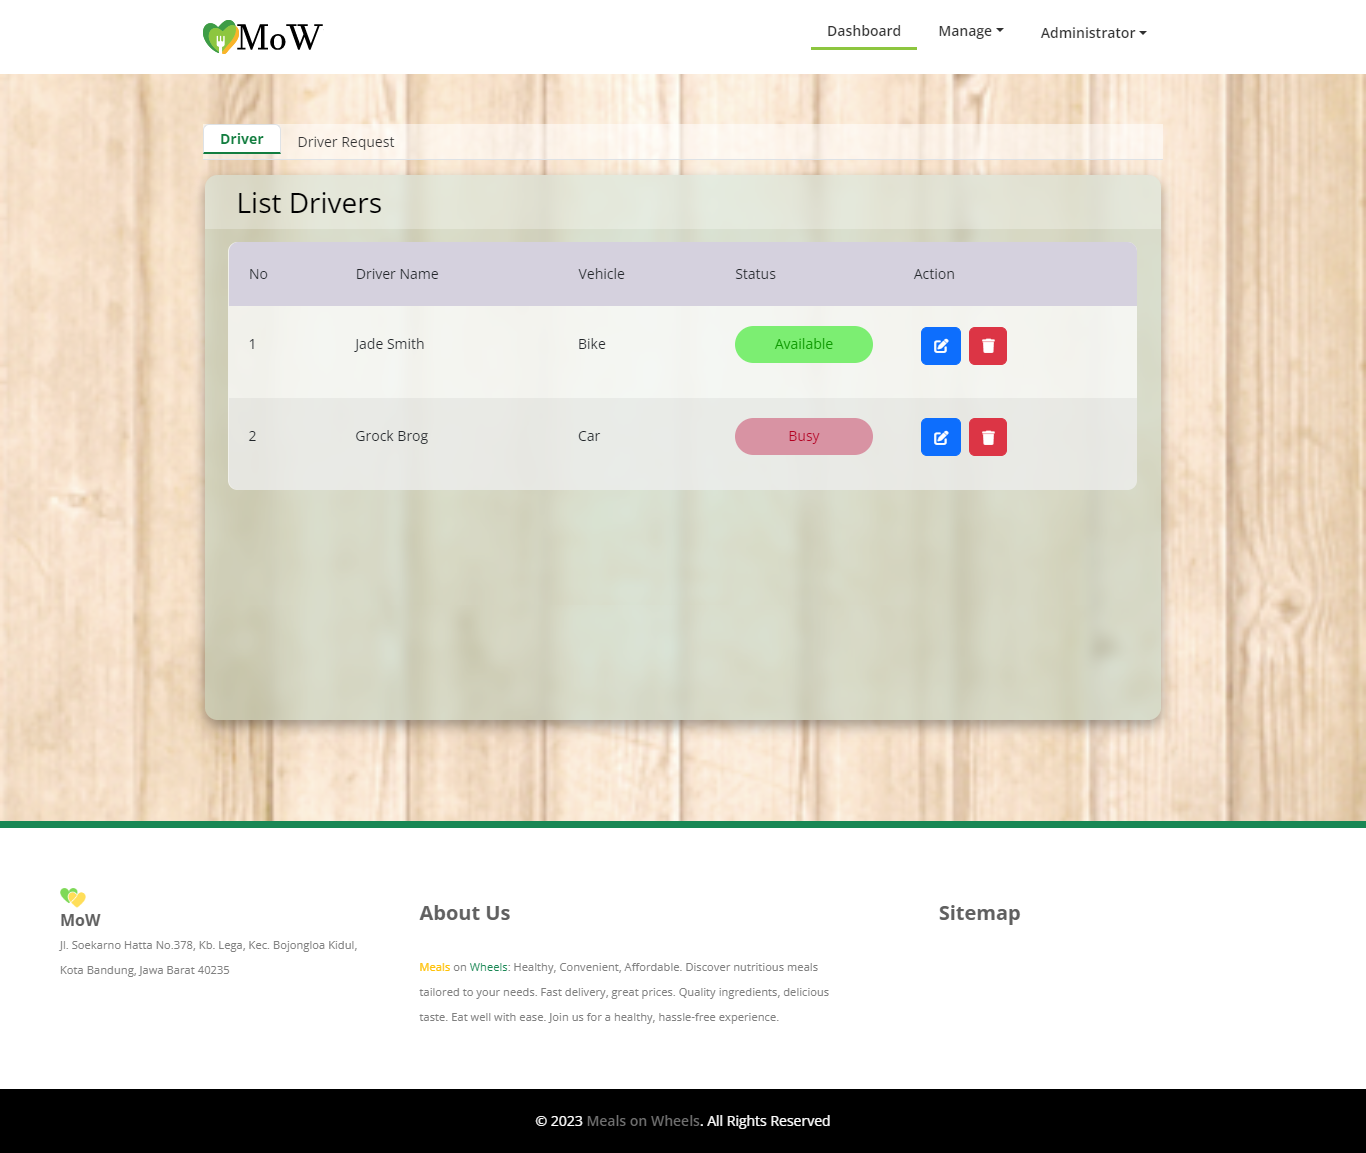 MoW
Dashboard Manage Administrator
Driver Driver Request
List Drivers
No Driver Name Vehicle Status Action
1 Jade Smith Bike Available
2 Grock Brog Car Busy
MoW
Jl. Soekarno Hatta No.378, Kb. Lega, Kec. Bojongloa Kidul,
Kota Bandung, Jawa Barat 40235
About Us
Meals on Wheels: Healthy, Convenient, Affordable. Discover nutritious meals
tailored to your needs. Fast delivery, great prices. Quality ingredients, delicious
taste. Eat well with ease. Join us for a healthy, hassle-free experience.
Sitemap
© 2023 Meals on Wheels. All Rights Reserved